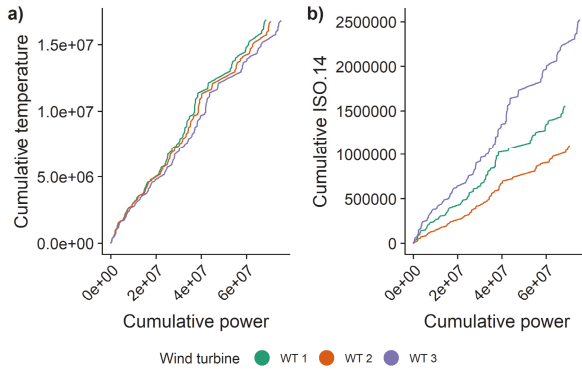 a)
Cumulative temperature
1.5e+07
1.0e+07
5.0e+06
0.0e+00
0e+00
2e+07
4e+07
6e+07
Cumulative power
b)
Cumulative ISO.14
2500000
2000000
1500000
1000000
500000
0
0e+00
2e+07
4e+07
6e+07
Cumulative power
Wind turbine WT 1 WT 2 WT 3